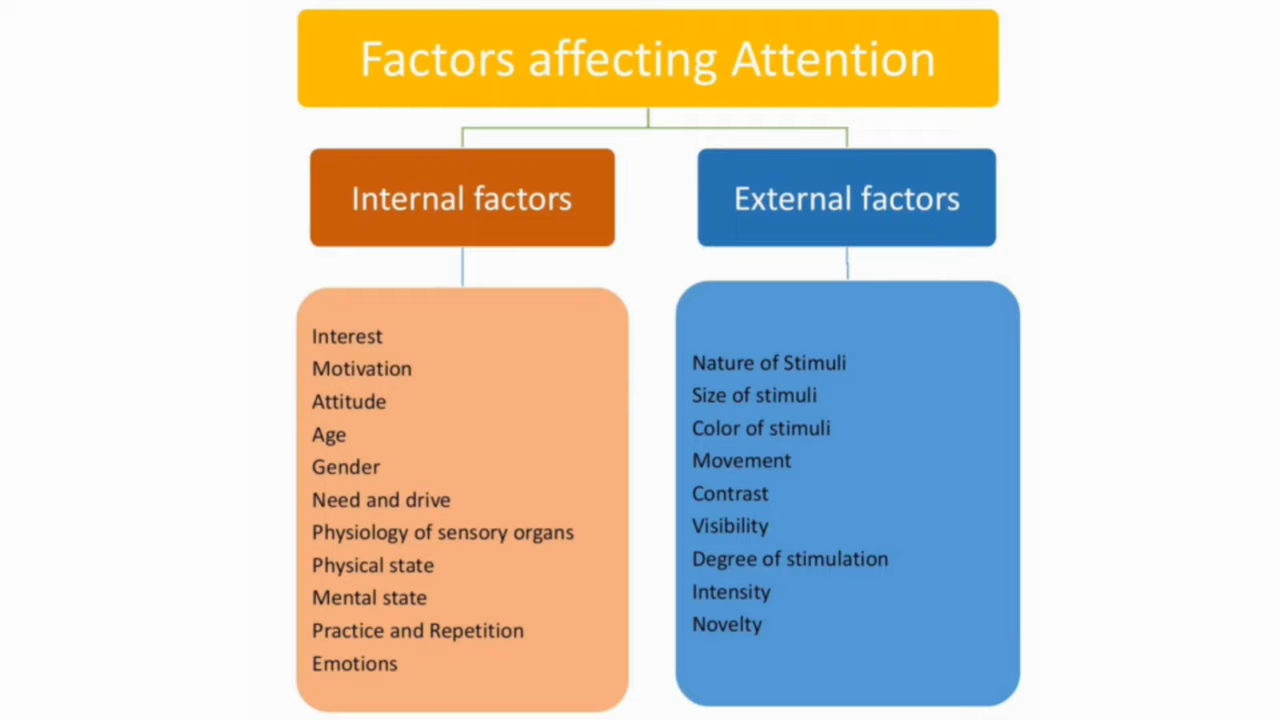 Factors affecting Attention
Internal factors
Interest
Motivation
Attitude
Age
Gender
Need and drive
Physiology of sensory organs
Physical state
Mental state
Practice and Repetition
Emotions
External factors
Nature of Stimuli
Size of stimuli
Color of stimuli
Movement
Contrast
Visibility
Degree of stimulation
Intensity
Novelty